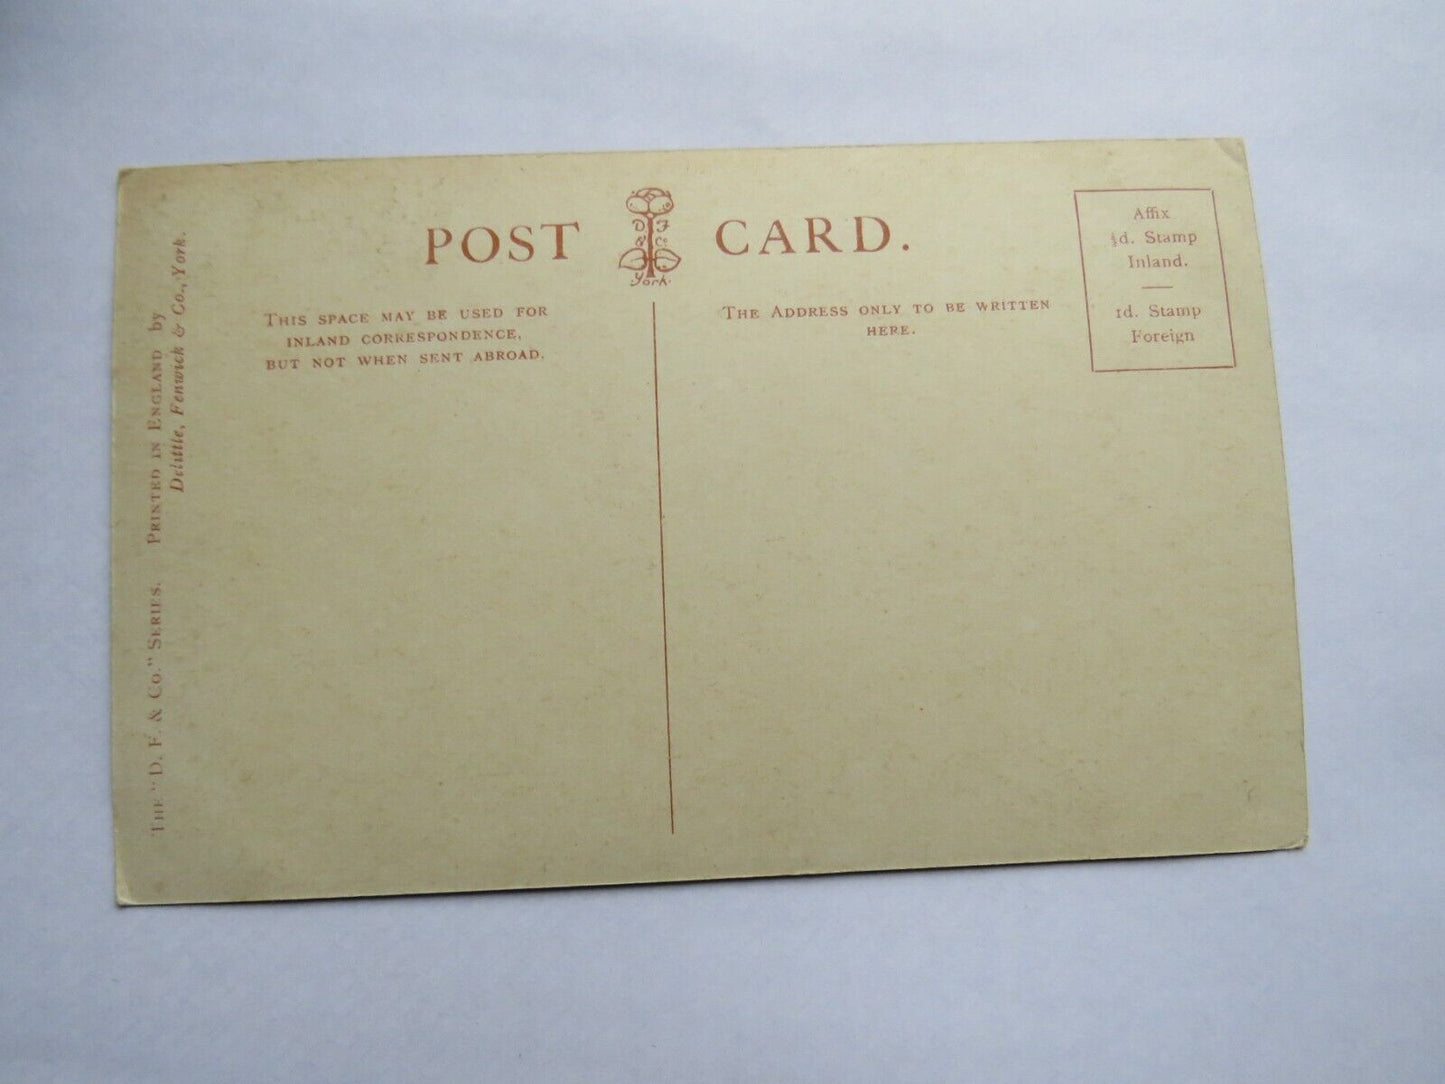 POST CARD.
D F
& C°
York.
THIS SPACE MAY BE USED FOR
INLAND CORRESPONDENCE,
BUT NOT WHEN SENT ABROAD.
THE ADDRESS ONLY TO BE WRITTEN
HERE.
Affix
½d. Stamp
Inland.
1d. Stamp
Foreign
THE "D. F. & CO." SERIES. PRINTED IN ENGLAND by
Delittle, Fenwick & Co., York.